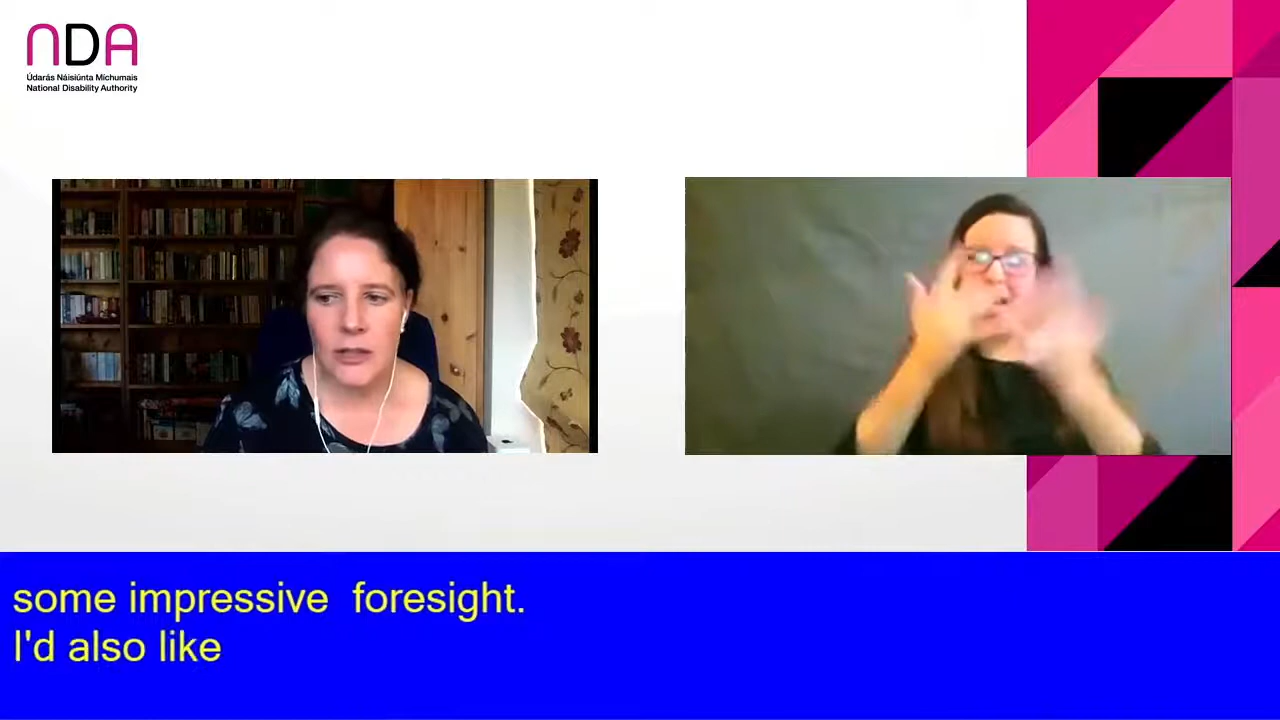 NDA
Údarás Náisiúnta Míchumais
National Disability Authority
some impressive  foresight.
I'd also like